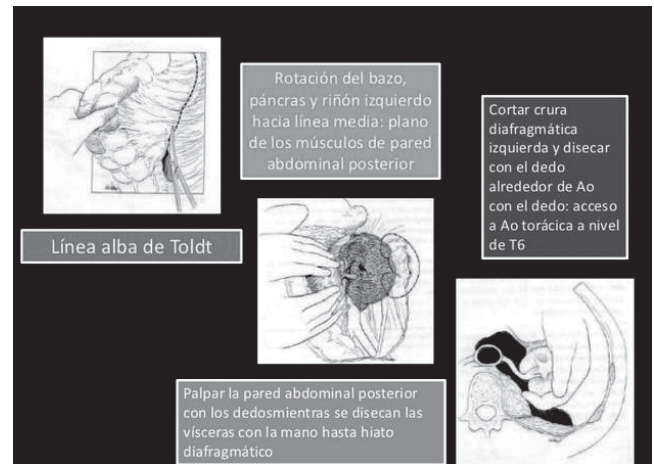 Línea alba de Toldt
Rotación del bazo,
páncras y riñón izquierdo
hacia línea media: plano
de los músculos de pared
abdominal posterior
Cortar crura
diafragmática
izquierda y disecar
con el dedo
alrededor de Ao
con el dedo: acceso
a Ao torácica a nivel
de T6
Palpar la pared abdominal posterior
con los dedosmientras se disecan las
vísceras con la mano hasta hiato
diafragmático